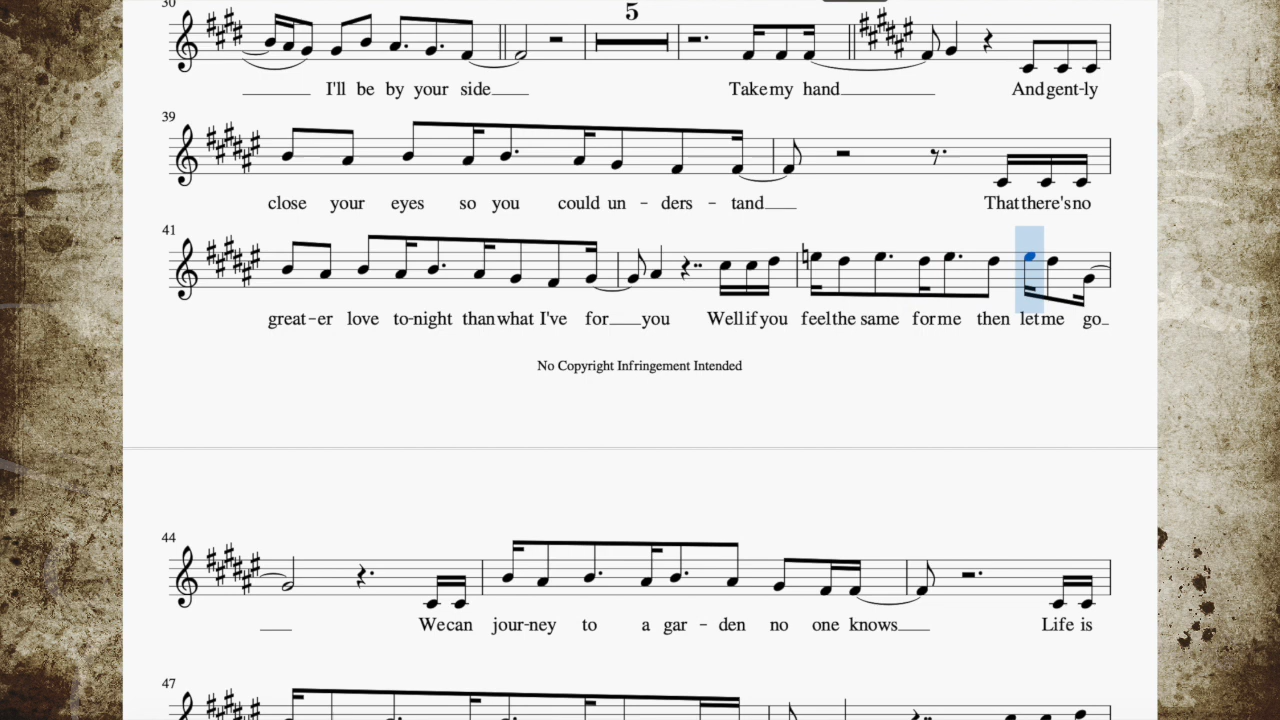 30
5
I'll be by your side
Take my hand
And gent-ly
39
close your eyes so you could un - ders - tand
That there's no
41
great-er love to-night than what I've for you Well if you feel the same for me then let me go
No Copyright Infringement Intended
44
We can jour-ney to a gar - den no one knows
Life is
47